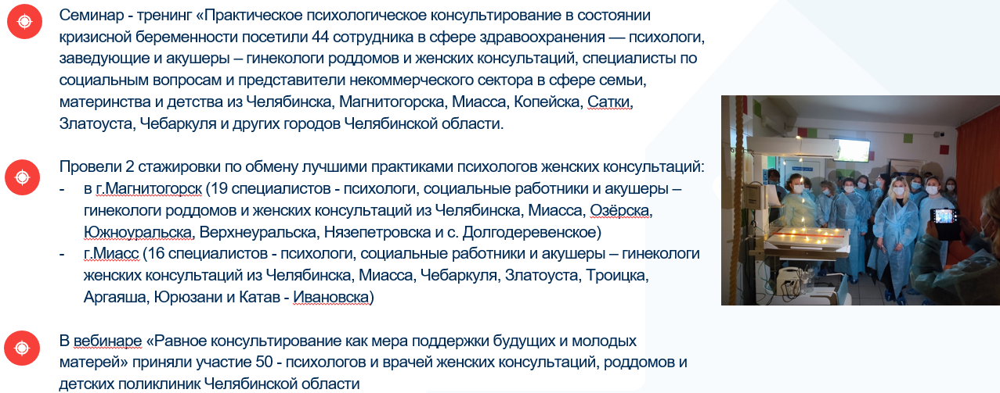 Семинар - тренинг «Практическое психологическое консультирование в состоянии
кризисной беременности посетили 44 сотрудника в сфере здравоохранения — психологи,
заведующие и акушеры – гинекологи роддомов и женских консультаций, специалисты по
социальным вопросам и представители некоммерческого сектора в сфере семьи,
материнства и детства из Челябинска, Магнитогорска, Миасса, Копейска, Сатки,
Златоуста, Чебаркуля и других городов Челябинской области.
Провели 2 стажировки по обмену лучшими практиками психологов женских консультаций:
- в г.Магнитогорск (19 специалистов - психологи, социальные работники и акушеры –
гинекологи роддомов и женских консультаций из Челябинска, Миасса, Озёрска,
Южноуральска, Верхнеуральска, Нязепетровска и с. Долгодеревенское)
- г.Миасс (16 специалистов - психологи, социальные работники и акушеры – гинекологи
женских консультаций из Челябинска, Миасса, Чебаркуля, Златоуста, Троицка,
Аргаяша, Юрюзани и Катав - Ивановска)
В вебинаре «Равное консультирование как мера поддержки будущих и молодых
матерей» приняли участие 50 - психологов и врачей женских консультаций, роддомов и
детских поликлиник Челябинской области